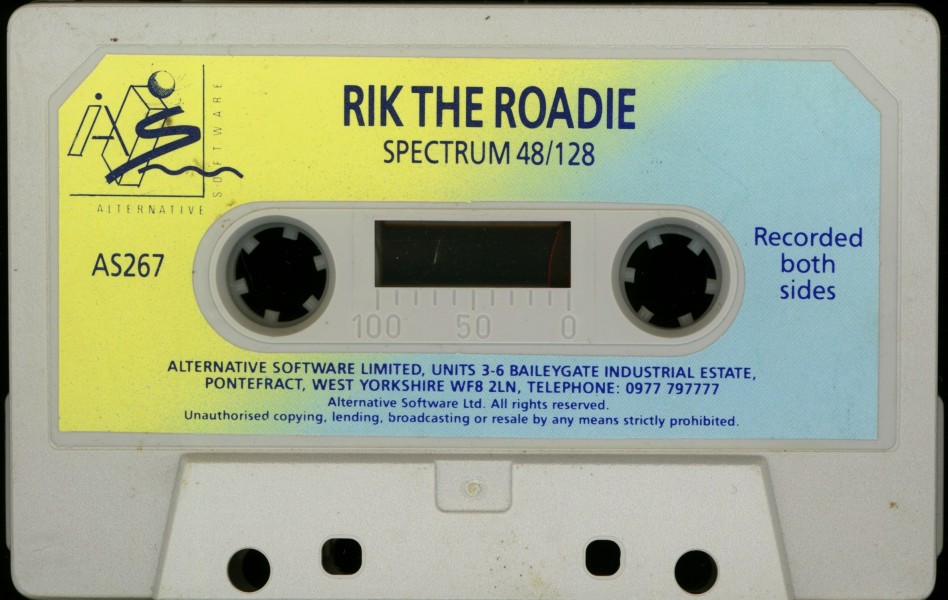 RIK THE ROADIE
SPECTRUM 48/128
AS
SOFTWARE
ALTERNATIVE
AS267
Recorded
both
sides
100 50 0
ALTERNATIVE SOFTWARE LIMITED, UNITS 3-6 BAILEYGATE INDUSTRIAL ESTATE,
PONTEFRACT, WEST YORKSHIRE WF8 2LN, TELEPHONE: 0977 797777
Alternative Software Ltd. All rights reserved.
Unauthorised copying, lending, broadcasting or resale by any means strictly prohibited.